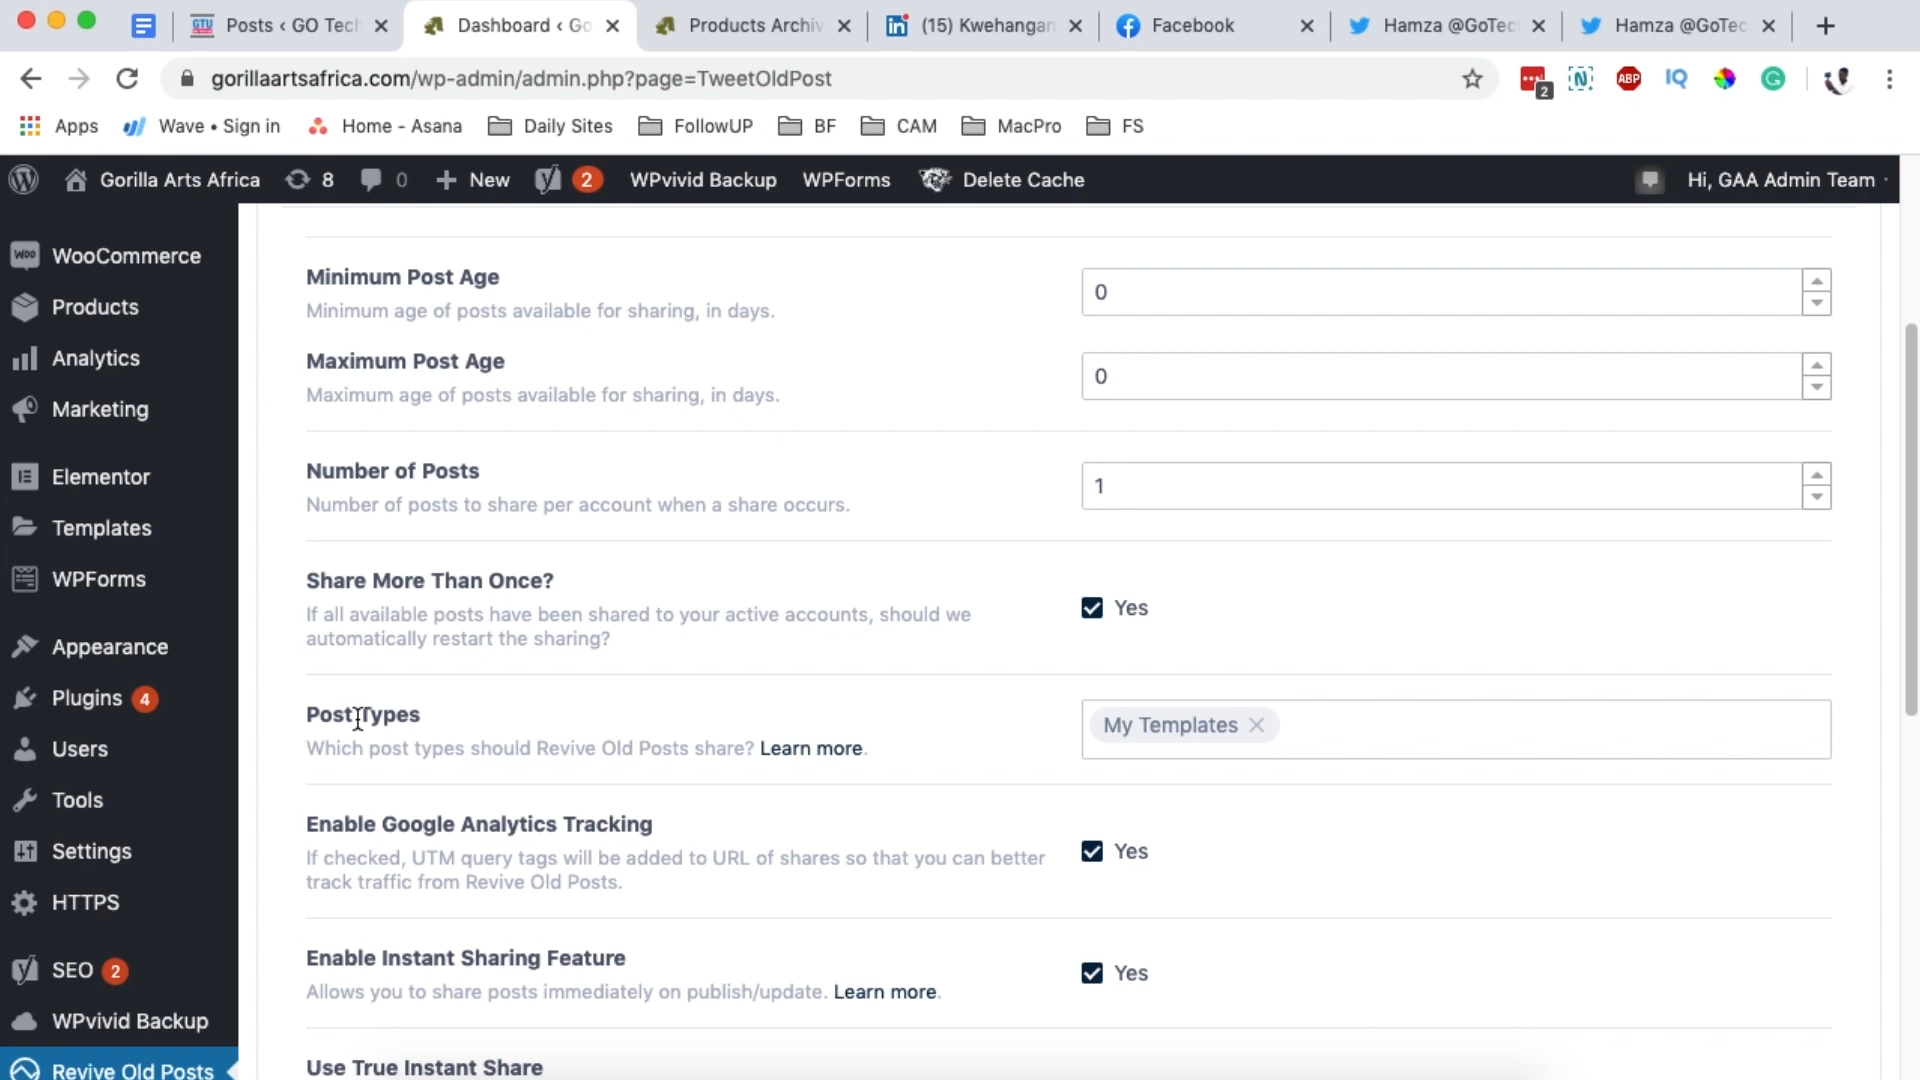 Posts < GO Tech
Dashboard < Go
Products Archiv
(15) Kwehangan
Facebook
Hamza @GoTec
Hamza @GoTec
gorillaartsafrica.com/wp-admin/admin.php?page=TweetOldPost
2
ABP
IQ
Apps
Wave • Sign in
Home - Asana
Daily Sites
FollowUP
BF
CAM
MacPro
FS
Gorilla Arts Africa
8
0
New
2
WPvivid Backup
WPForms
Delete Cache
Hi, GAA Admin Team
WooCommerce
Products
Analytics
Marketing
Elementor
Templates
WPForms
Appearance
Plugins 4
Users
Tools
Settings
HTTPS
SEO 2
WPvivid Backup
Revive Old Posts
Minimum Post Age
Minimum age of posts available for sharing, in days.
0
Maximum Post Age
Maximum age of posts available for sharing, in days.
0
Number of Posts
Number of posts to share per account when a share occurs.
1
Share More Than Once?
If all available posts have been shared to your active accounts, should we
automatically restart the sharing?
Yes
Post Types
Which post types should Revive Old Posts share? Learn more.
My Templates
Enable Google Analytics Tracking
If checked, UTM query tags will be added to URL of shares so that you can better
track traffic from Revive Old Posts.
Yes
Enable Instant Sharing Feature
Allows you to share posts immediately on publish/update. Learn more.
Yes
Use True Instant Share